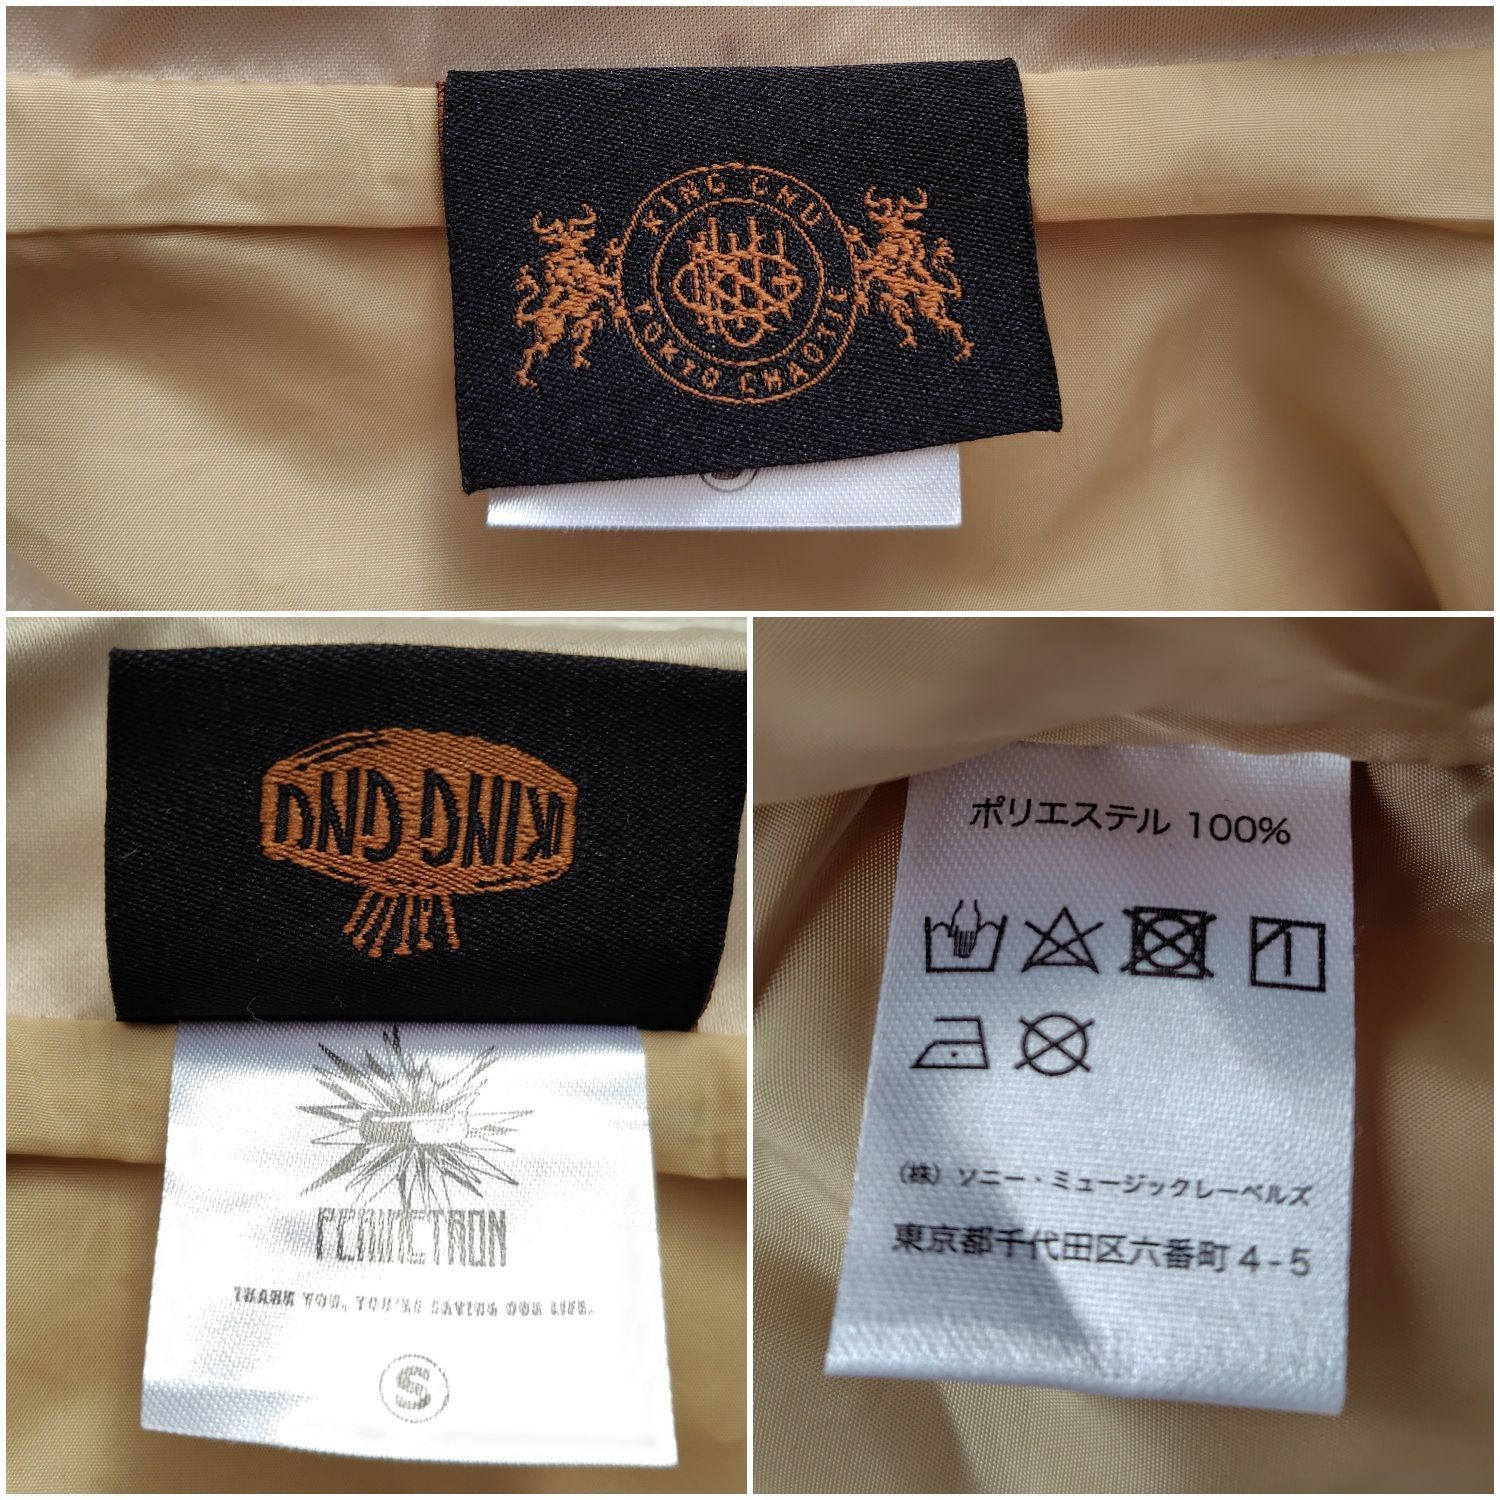 KING GNU
TOKYO CHAOTIC
KING GNU
PERIMETRON
THANK YOU, YOU'RE SAVING OUR LIFE.
S
ポリエステル 100%
(株) ソニー・ミュージックレーベルズ
東京都千代田区六番町 4-5